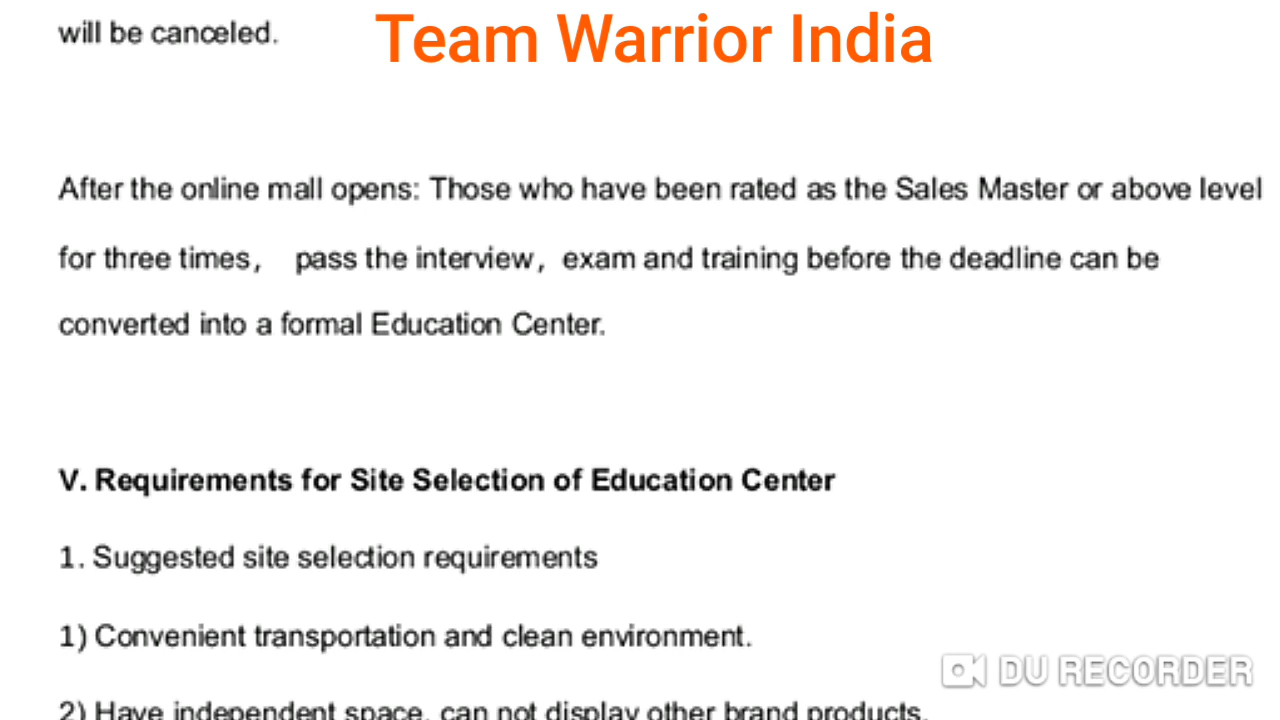 will be canceled.
Team Warrior India
After the online mall opens: Those who have been rated as the Sales Master or above level
for three times, pass the interview, exam and training before the deadline can be
converted into a formal Education Center.
V. Requirements for Site Selection of Education Center
1. Suggested site selection requirements
1) Convenient transportation and clean environment.
DU RECORDER
2) Have independent space, can not display other brand products.